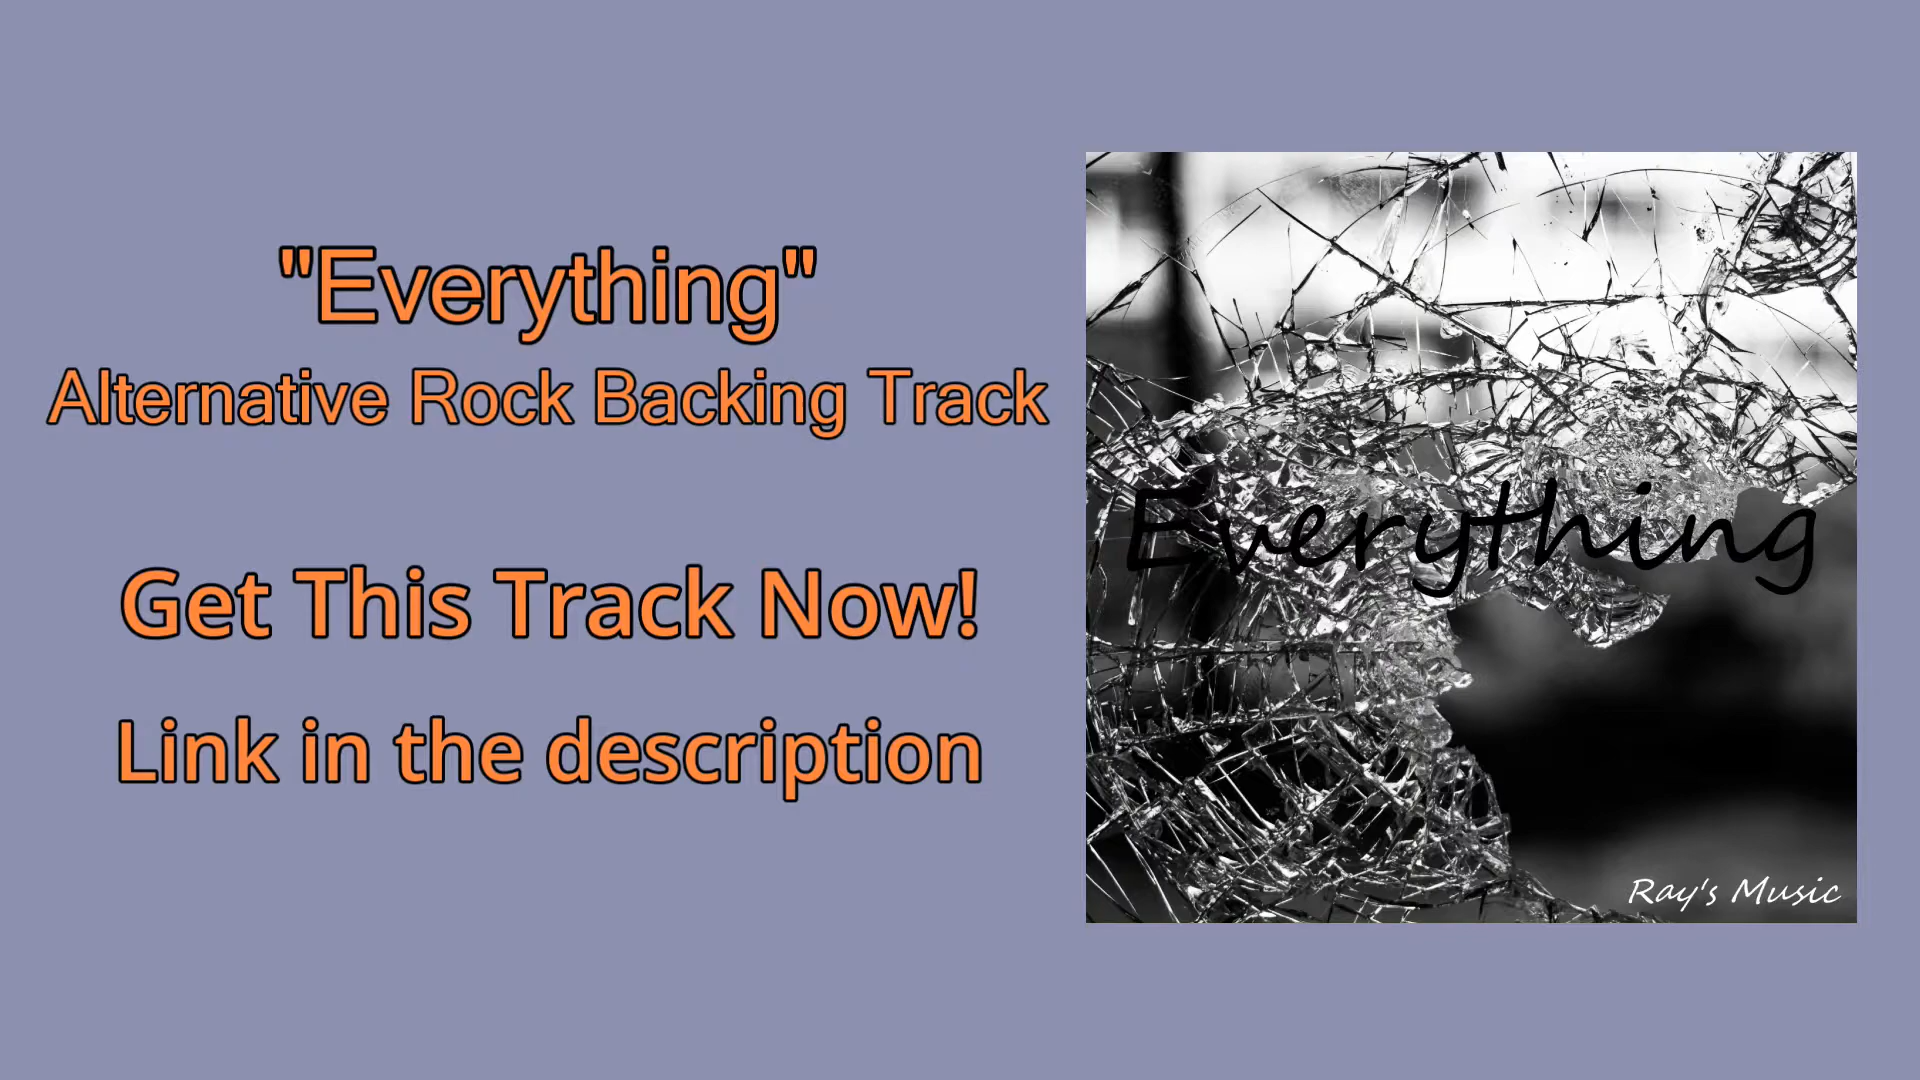 "Everything"
Alternative Rock Backing Track
Get This Track Now!
Link in the description
Everything
Ray's Music